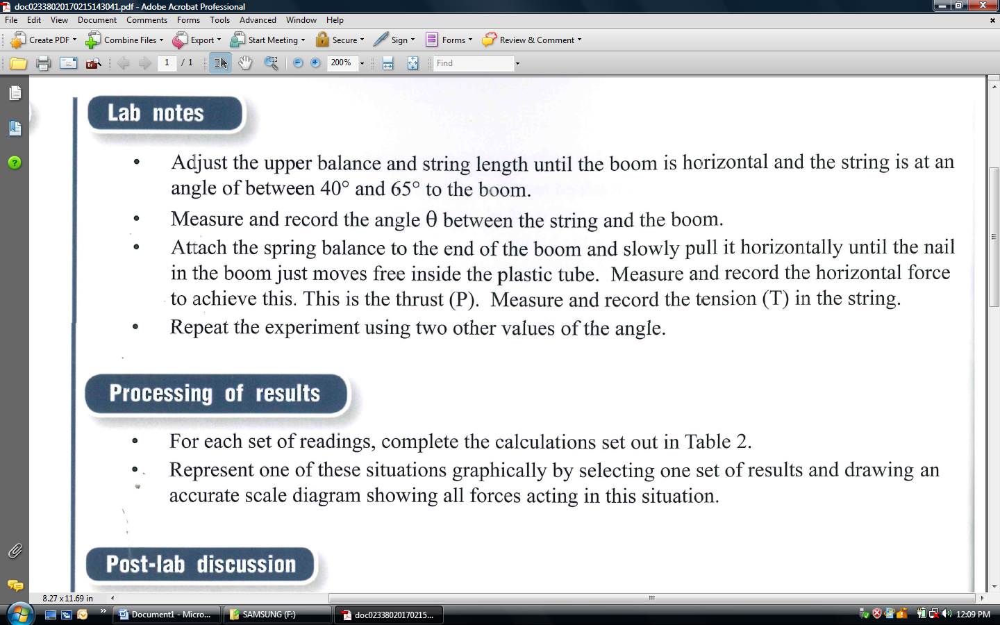 doc02338020170215143041.pdf - Adobe Acrobat Professional
File Edit View Document Comments Forms Tools Advanced Window Help
Create PDF Combine Files Export Start Meeting Secure Sign Forms Review & Comment
1 / 1 200% Find
Lab notes
• Adjust the upper balance and string length until the boom is horizontal and the string is at an
angle of between 40° and 65° to the boom.
• Measure and record the angle θ between the string and the boom.
• Attach the spring balance to the end of the boom and slowly pull it horizontally until the nail
in the boom just moves free inside the plastic tube. Measure and record the horizontal force
to achieve this. This is the thrust (P). Measure and record the tension (T) in the string.
• Repeat the experiment using two other values of the angle.
Processing of results
• For each set of readings, complete the calculations set out in Table 2.
• Represent one of these situations graphically by selecting one set of results and drawing an
accurate scale diagram showing all forces acting in this situation.
Post-lab discussion
8.27 x 11.69 in
Document1 - Micro... SAMSUNG (F:) doc02338020170215... 12:09 PM